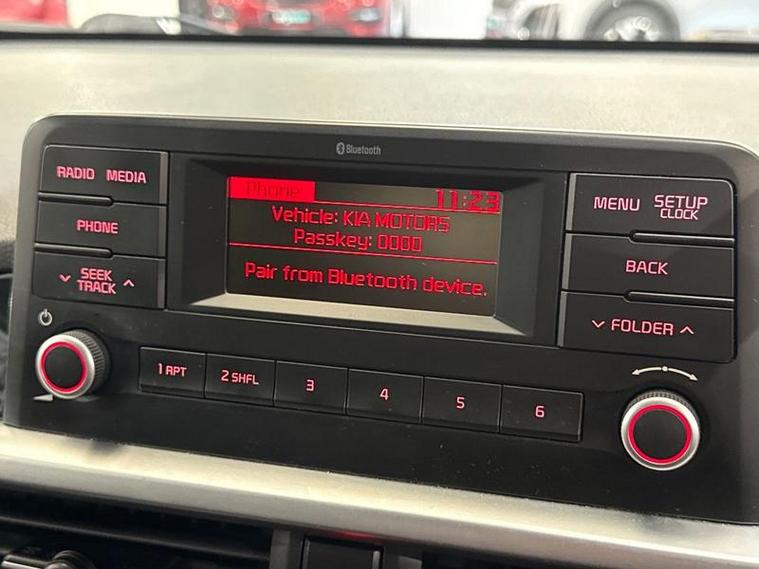 Bluetooth
RADIO MEDIA
PHONE
SEEK
TRACK
Phone 11:23
Vehicle: KIA MOTORS
Passkey: 0000
Pair from Bluetooth device.
MENU SETUP
CLOCK
BACK
FOLDER
1 APT
2 SHFL
3
4
5
6